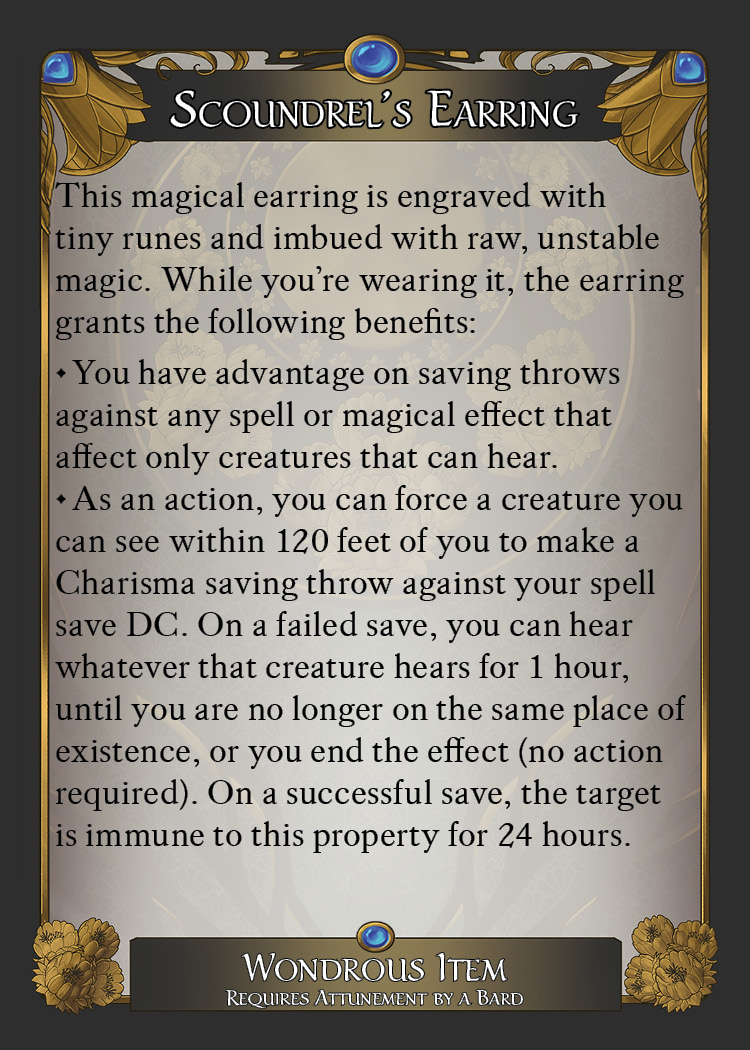 Scoundrel's Earring
This magical earring is engraved with
tiny runes and imbued with raw, unstable
magic. While you're wearing it, the earring
grants the following benefits:
• You have advantage on saving throws
against any spell or magical effect that
affect only creatures that can hear.
• As an action, you can force a creature you
can see within 120 feet of you to make a
Charisma saving throw against your spell
save DC. On a failed save, you can hear
whatever that creature hears for 1 hour,
until you are no longer on the same place of
existence, or you end the effect (no action
required). On a successful save, the target
is immune to this property for 24 hours.
Wondrous Item
Requires Attunement by a Bard